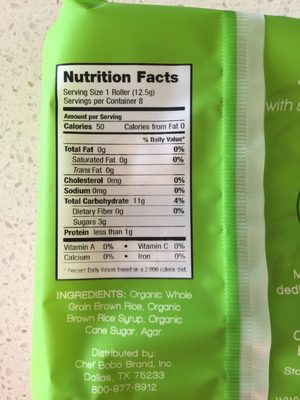 Nutrition Facts
Serving Size 1 Roller (12.5g)
Servings per Container 8
Amount per Serving
Calories 50 Calories from Fat 0
% Daily Value*
Total Fat 0g 0%
Saturated Fat 0g 0%
Trans Fat 0g
Cholesterol 0mg 0%
Sodium 0mg 0%
Total Carbohydrate 11g 4%
Dietary Fiber 0g 0%
Sugars 3g
Protein less than 1g
Vitamin A 0% • Vitamin C 0%
Calcium 0% • Iron 0%
* Percent Daily Values based on a 2,000 calorie diet.
INGREDIENTS: Organic Whole
Grain Brown Rice, Organic
Brown Rice Syrup, Organic
Cane Sugar, Agar.
Distributed by:
Chef Bobo Brand, Inc.
Dallas, TX 75233
800-977-8912
with s